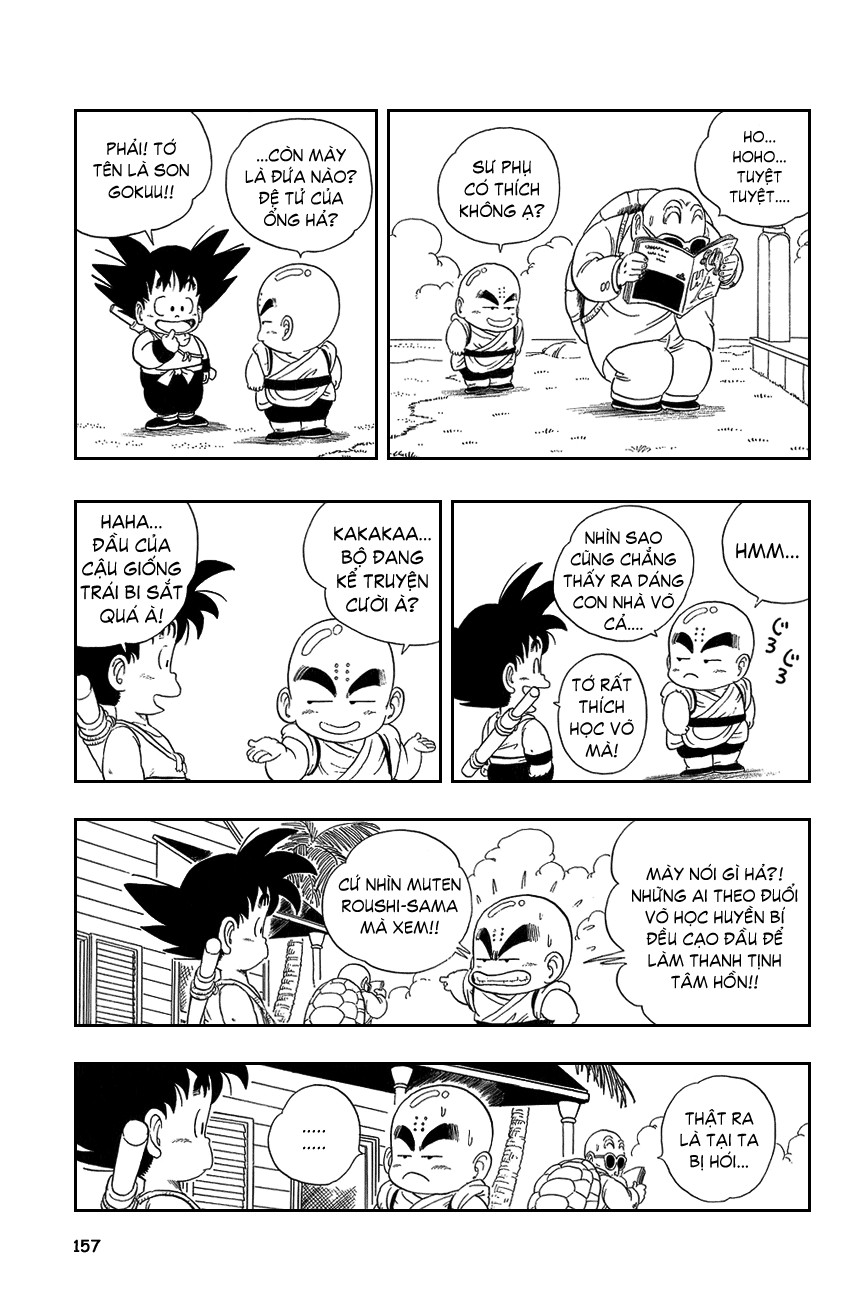 HO...
HOHO...
TUYỆT
TUYỆT....
SƯ PHỤ
CÓ THÍCH
KHÔNG Ạ?
...CÒN MÀY
LÀ ĐỨA NÀO?
ĐỆ TỬ CỦA
ỔNG HẢ?
PHẢI! TỚ
TÊN LÀ SON
GOKUU!!
HMM...
じろ
じろ
NHÌN SAO
CŨNG CHẲNG
THẤY RA DÁNG
CON NHÀ VÕ
CẢ....
TỚ RẤT
THÍCH
HỌC VÕ
MÀ!
KAKAKAA...
BỘ ĐANG
KỂ TRUYỆN
CƯỜI À?
HAHA...
ĐẦU CỦA
CẬU GIỐNG
TRÁI BI SẮT
QUÁ À!
MÀY NÓI GÌ HẢ?!
NHỮNG AI THEO ĐUỔI
VÕ HỌC HUYỀN BÍ
ĐỀU CẠO ĐẦU ĐỂ
LÀM THANH TỊNH
TÂM HỒN!!
CỨ NHÌN MUTEN
ROUSHI-SAMA
MÀ XEM!!
THẬT RA
LÀ TẠI TA
BỊ HÓI...
.....
.....
157